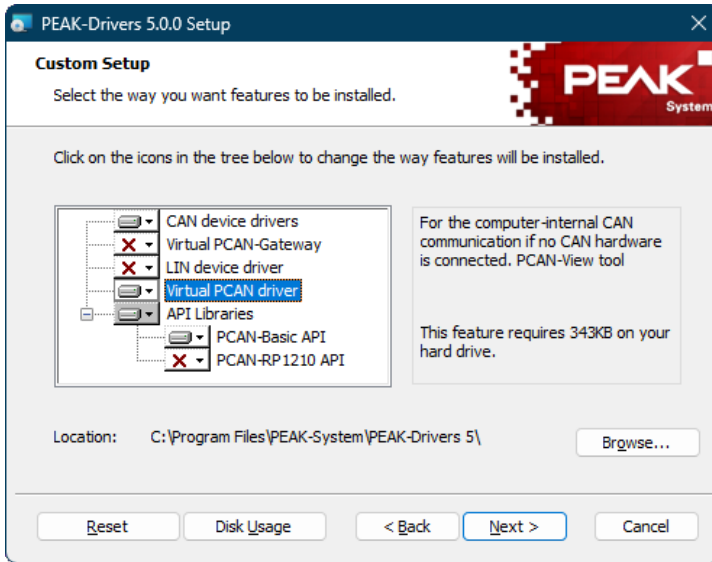 PEAK-Drivers 5.0.0 Setup
Custom Setup
Select the way you want features to be installed.
PEAK
System
Click on the icons in the tree below to change the way features will be installed.
CAN device drivers
Virtual PCAN-Gateway
LIN device driver
Virtual PCAN driver
API Libraries
PCAN-Basic API
PCAN-RP1210 API
For the computer-internal CAN
communication if no CAN hardware
is connected. PCAN-View tool
This feature requires 343KB on your
hard drive.
Location: C:\Program Files\PEAK-System\PEAK-Drivers 5\
Browse...
Reset Disk Usage < Back Next > Cancel